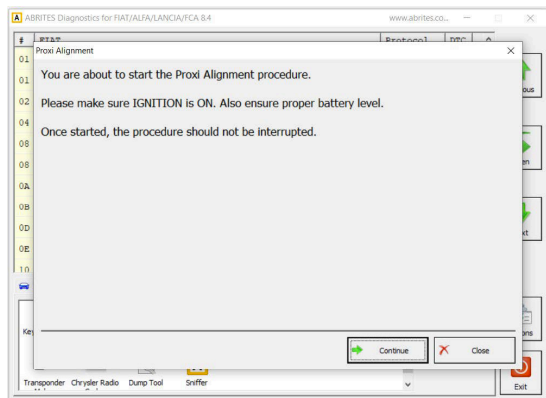 ABRITES Diagnostics for FIAT/ALFA/LANCIA/FCA 8.4
www.abrites.co...
# FIAT Protocol DTC
Proxi Alignment
You are about to start the Proxi Alignment procedure.
Please make sure IGNITION is ON. Also ensure proper battery level.
Once started, the procedure should not be interrupted.
01
01
02
04
08
08
0A
0B
0D
0E
10
Continue
Close
Transponder Chrysler Radio Dump Tool Sniffer
Exit